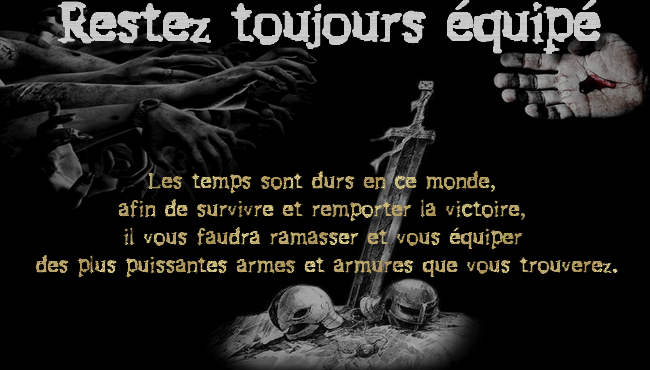 Restez toujours équipé
Les temps sont durs en ce monde,
afin de survivre et remporter la victoire,
il vous faudra ramasser et vous équiper
des plus puissantes armes et armures que vous trouverez.